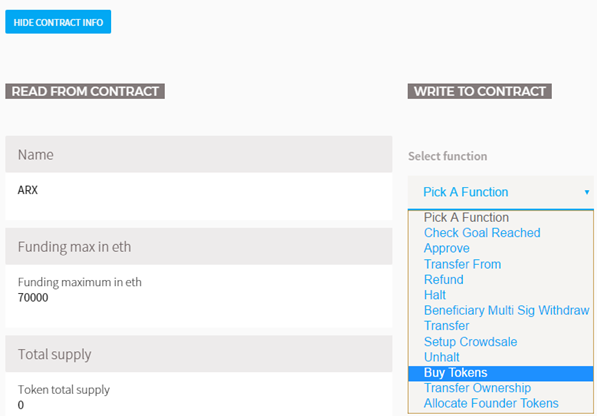 HIDE CONTRACT INFO
READ FROM CONTRACT
Name
ARX
Funding max in eth
Funding maximum in eth
70000
Total supply
Token total supply
0
WRITE TO CONTRACT
Select function
Pick A Function
Pick A Function
Check Goal Reached
Approve
Transfer From
Refund
Halt
Beneficiary Multi Sig Withdraw
Transfer
Setup Crowdsale
Unhalt
Buy Tokens
Transfer Ownership
Allocate Founder Tokens